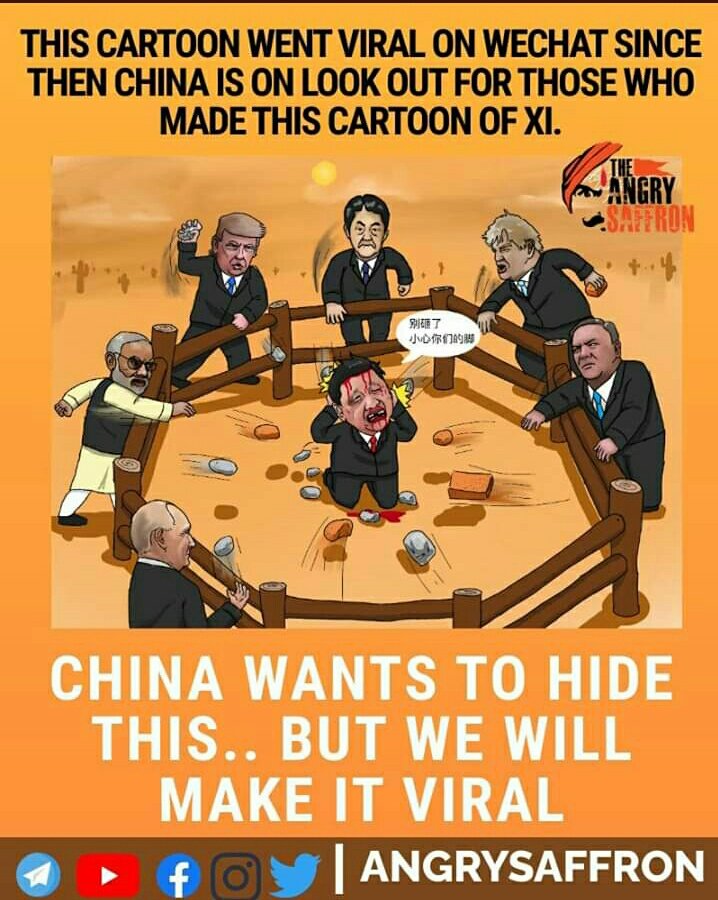 THIS CARTOON WENT VIRAL ON WECHAT SINCE
THEN CHINA IS ON LOOK OUT FOR THOSE WHO
MADE THIS CARTOON OF XI.
THE
ANGRY
SAFFRON
别砸了
小心你们的脚
CHINA WANTS TO HIDE
THIS.. BUT WE WILL
MAKE IT VIRAL
| ANGRYSAFFRON